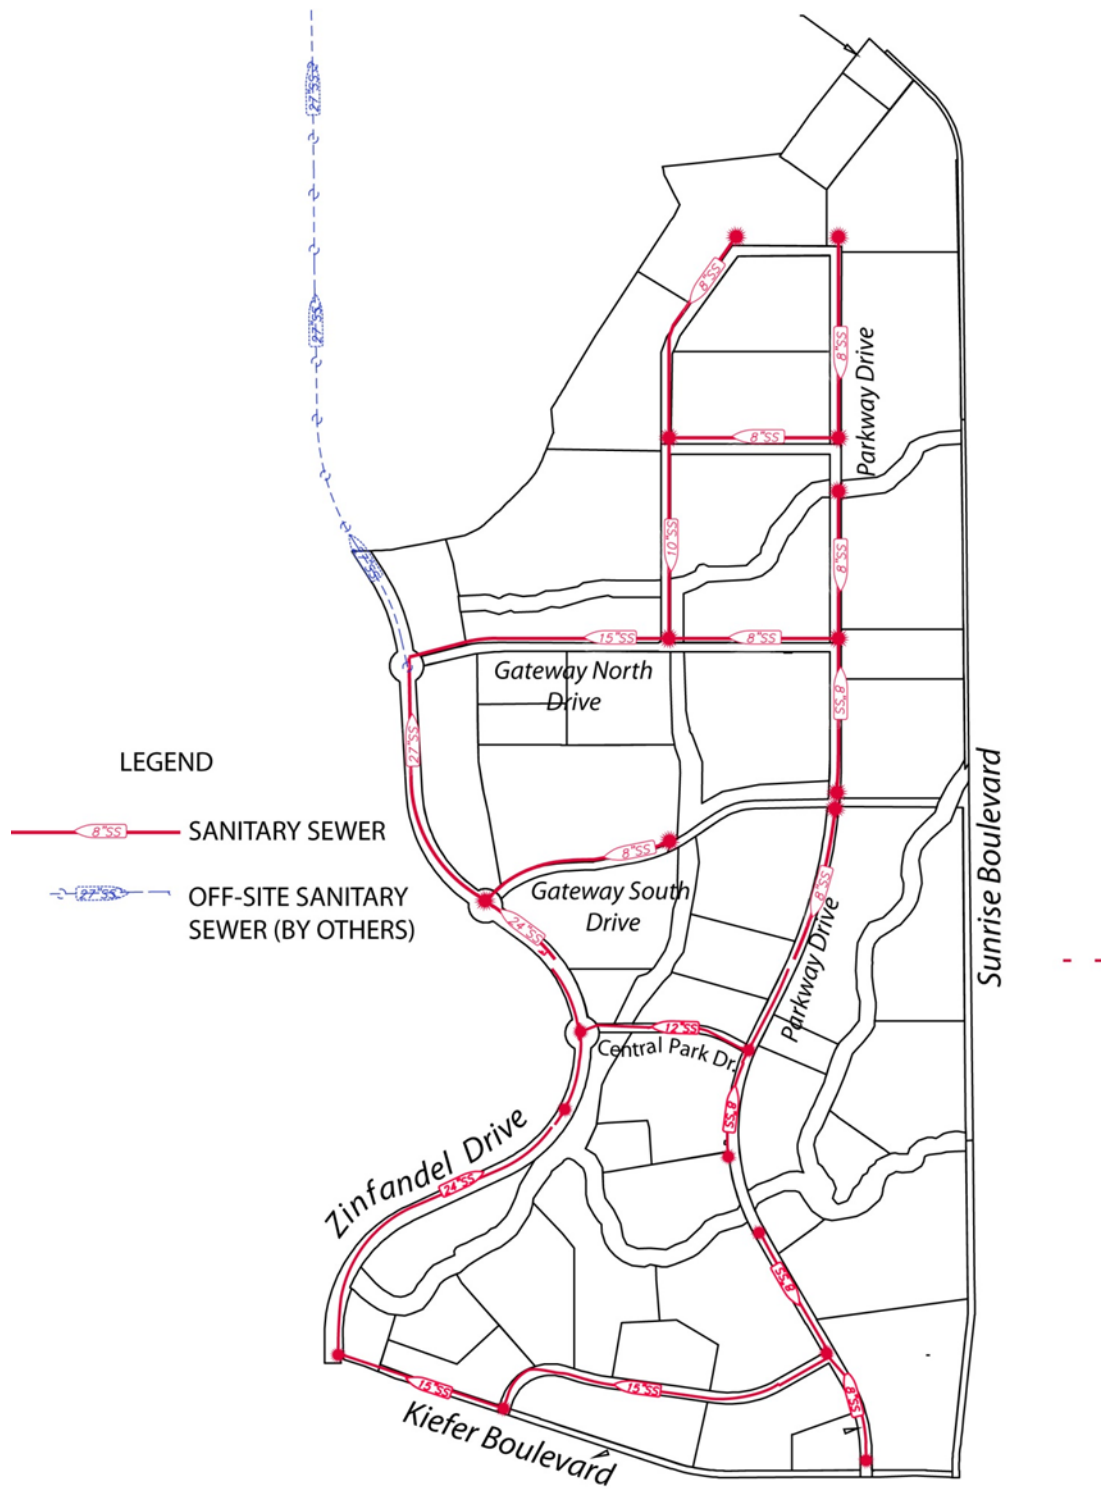 27"SS
27"SS
8"SS
8"SS
Parkway Drive
8"SS
10"SS
8"SS
27"SS
15"SS
8"SS
Gateway North
Drive
8"SS
27"SS
LEGEND
8"SS
SANITARY SEWER
27"SS
OFF-SITE SANITARY
SEWER (BY OTHERS)
8"SS
Gateway South
Drive
8"SS
Sunrise Boulevard
24"SS
Parkway Drive
12"SS
Central Park Dr.
8"SS
Zinfandel Drive
24"SS
8"SS
15"SS
15"SS
8"SS
Kiefer Boulevard